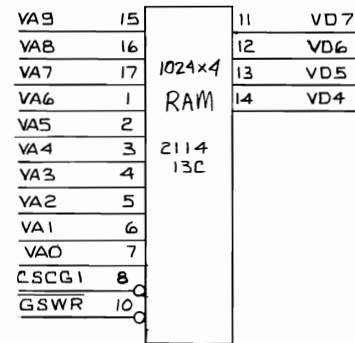 VA9 15 11 VD7
VA8 16 12 VD6
VA7 17 1024x4 13 VD5
VA6 1 RAM 14 VD4
VA5 2
VA4 3 2114
VA3 4 13C
VA2 5
VA1 6
VA0 7
CSCG1 8
GSWR 10